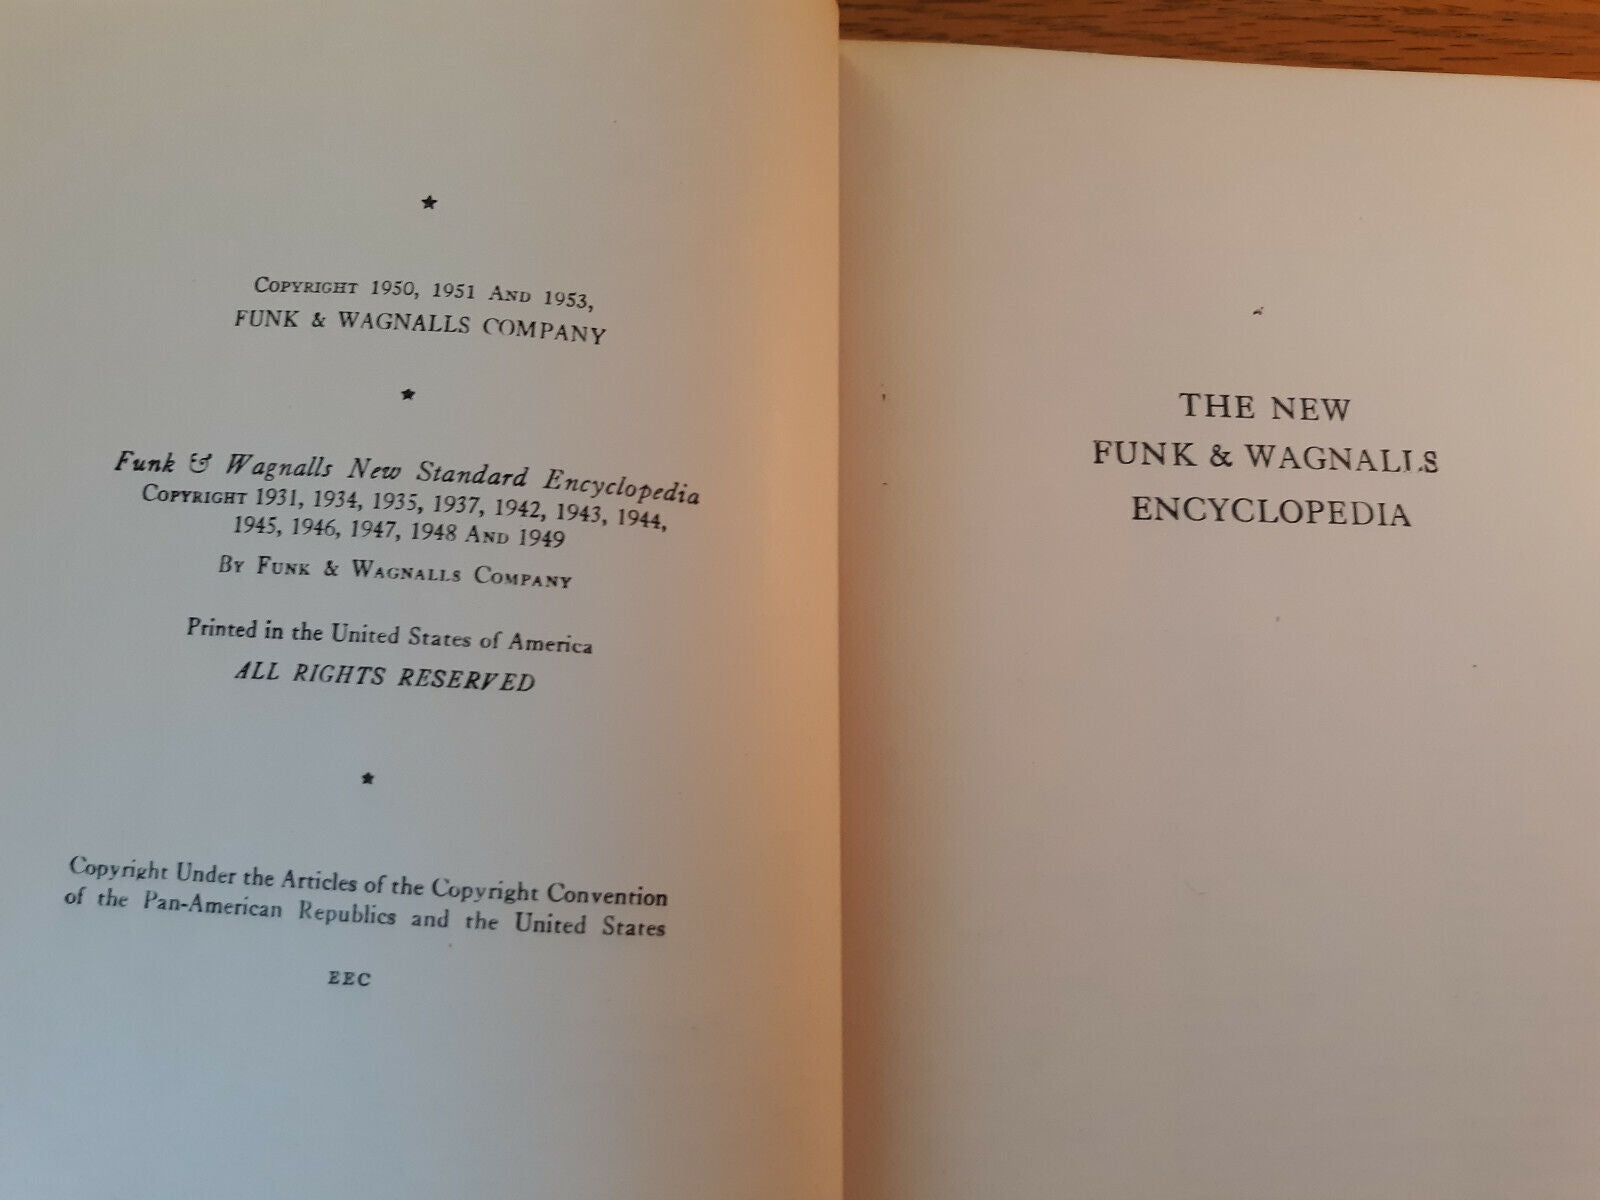 Copyright 1950, 1951 And 1953,
FUNK & WAGNALLS COMPANY
Funk & Wagnalls New Standard Encyclopedia
Copyright 1931, 1934, 1935, 1937, 1942, 1943, 1944,
1945, 1946, 1947, 1948 And 1949
By Funk & Wagnalls Company
Printed in the United States of America
ALL RIGHTS RESERVED
Copyright Under the Articles of the Copyright Convention
of the Pan-American Republics and the United States
EEC
THE NEW
FUNK & WAGNALLS
ENCYCLOPEDIA